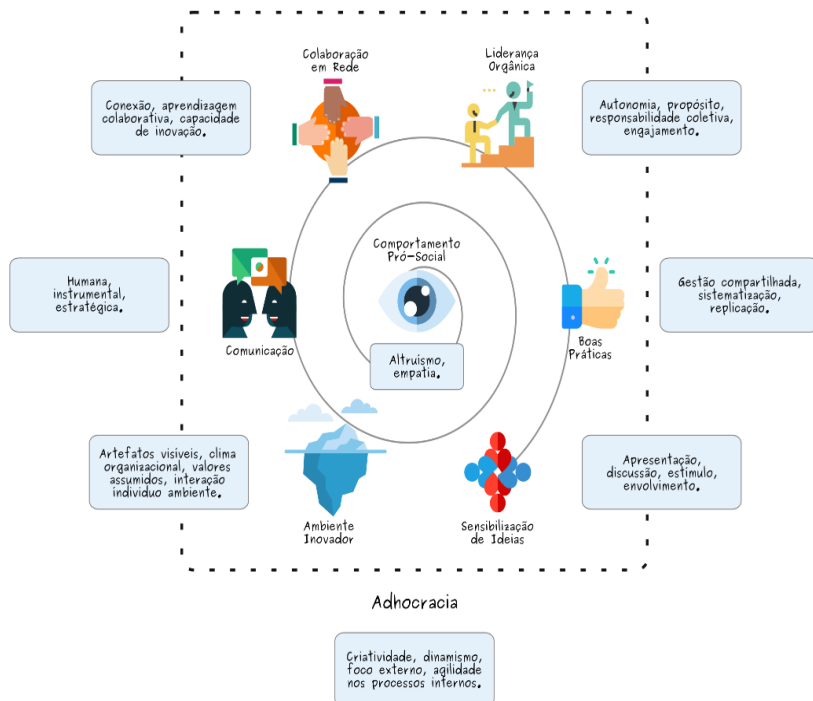 Colaboração
em Rede
Liderança
Orgânica
Conexão, aprendizagem
colaborativa, capacidade
de inovação.
Autonomia, propósito,
responsabilidade coletiva,
engajamento.
Comportamento
Pró-Social
Altruísmo,
empatia.
Humana,
instrumental,
estratégica.
Comunicação
Gestão compartilhada,
sistematização,
replicação.
Boas
Práticas
Artefatos visíveis, clima
organizacional, valores
assumidos, interação
individuo ambiente.
Ambiente
Inovador
Sensibilização
de Ideias
Apresentação,
discussão, estímulo,
envolvimento.
Adhocracia
Criatividade, dinamismo,
foco externo, agilidade
nos processos internos.